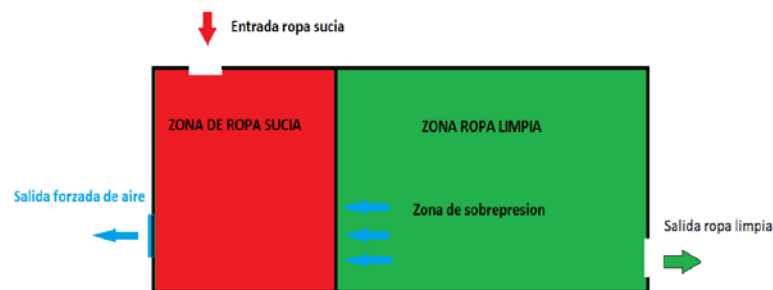 Entrada ropa sucia
ZONA DE ROPA SUCIA
ZONA ROPA LIMPIA
Salida forzada de aire
Zona de sobrepresion
Salida ropa limpia